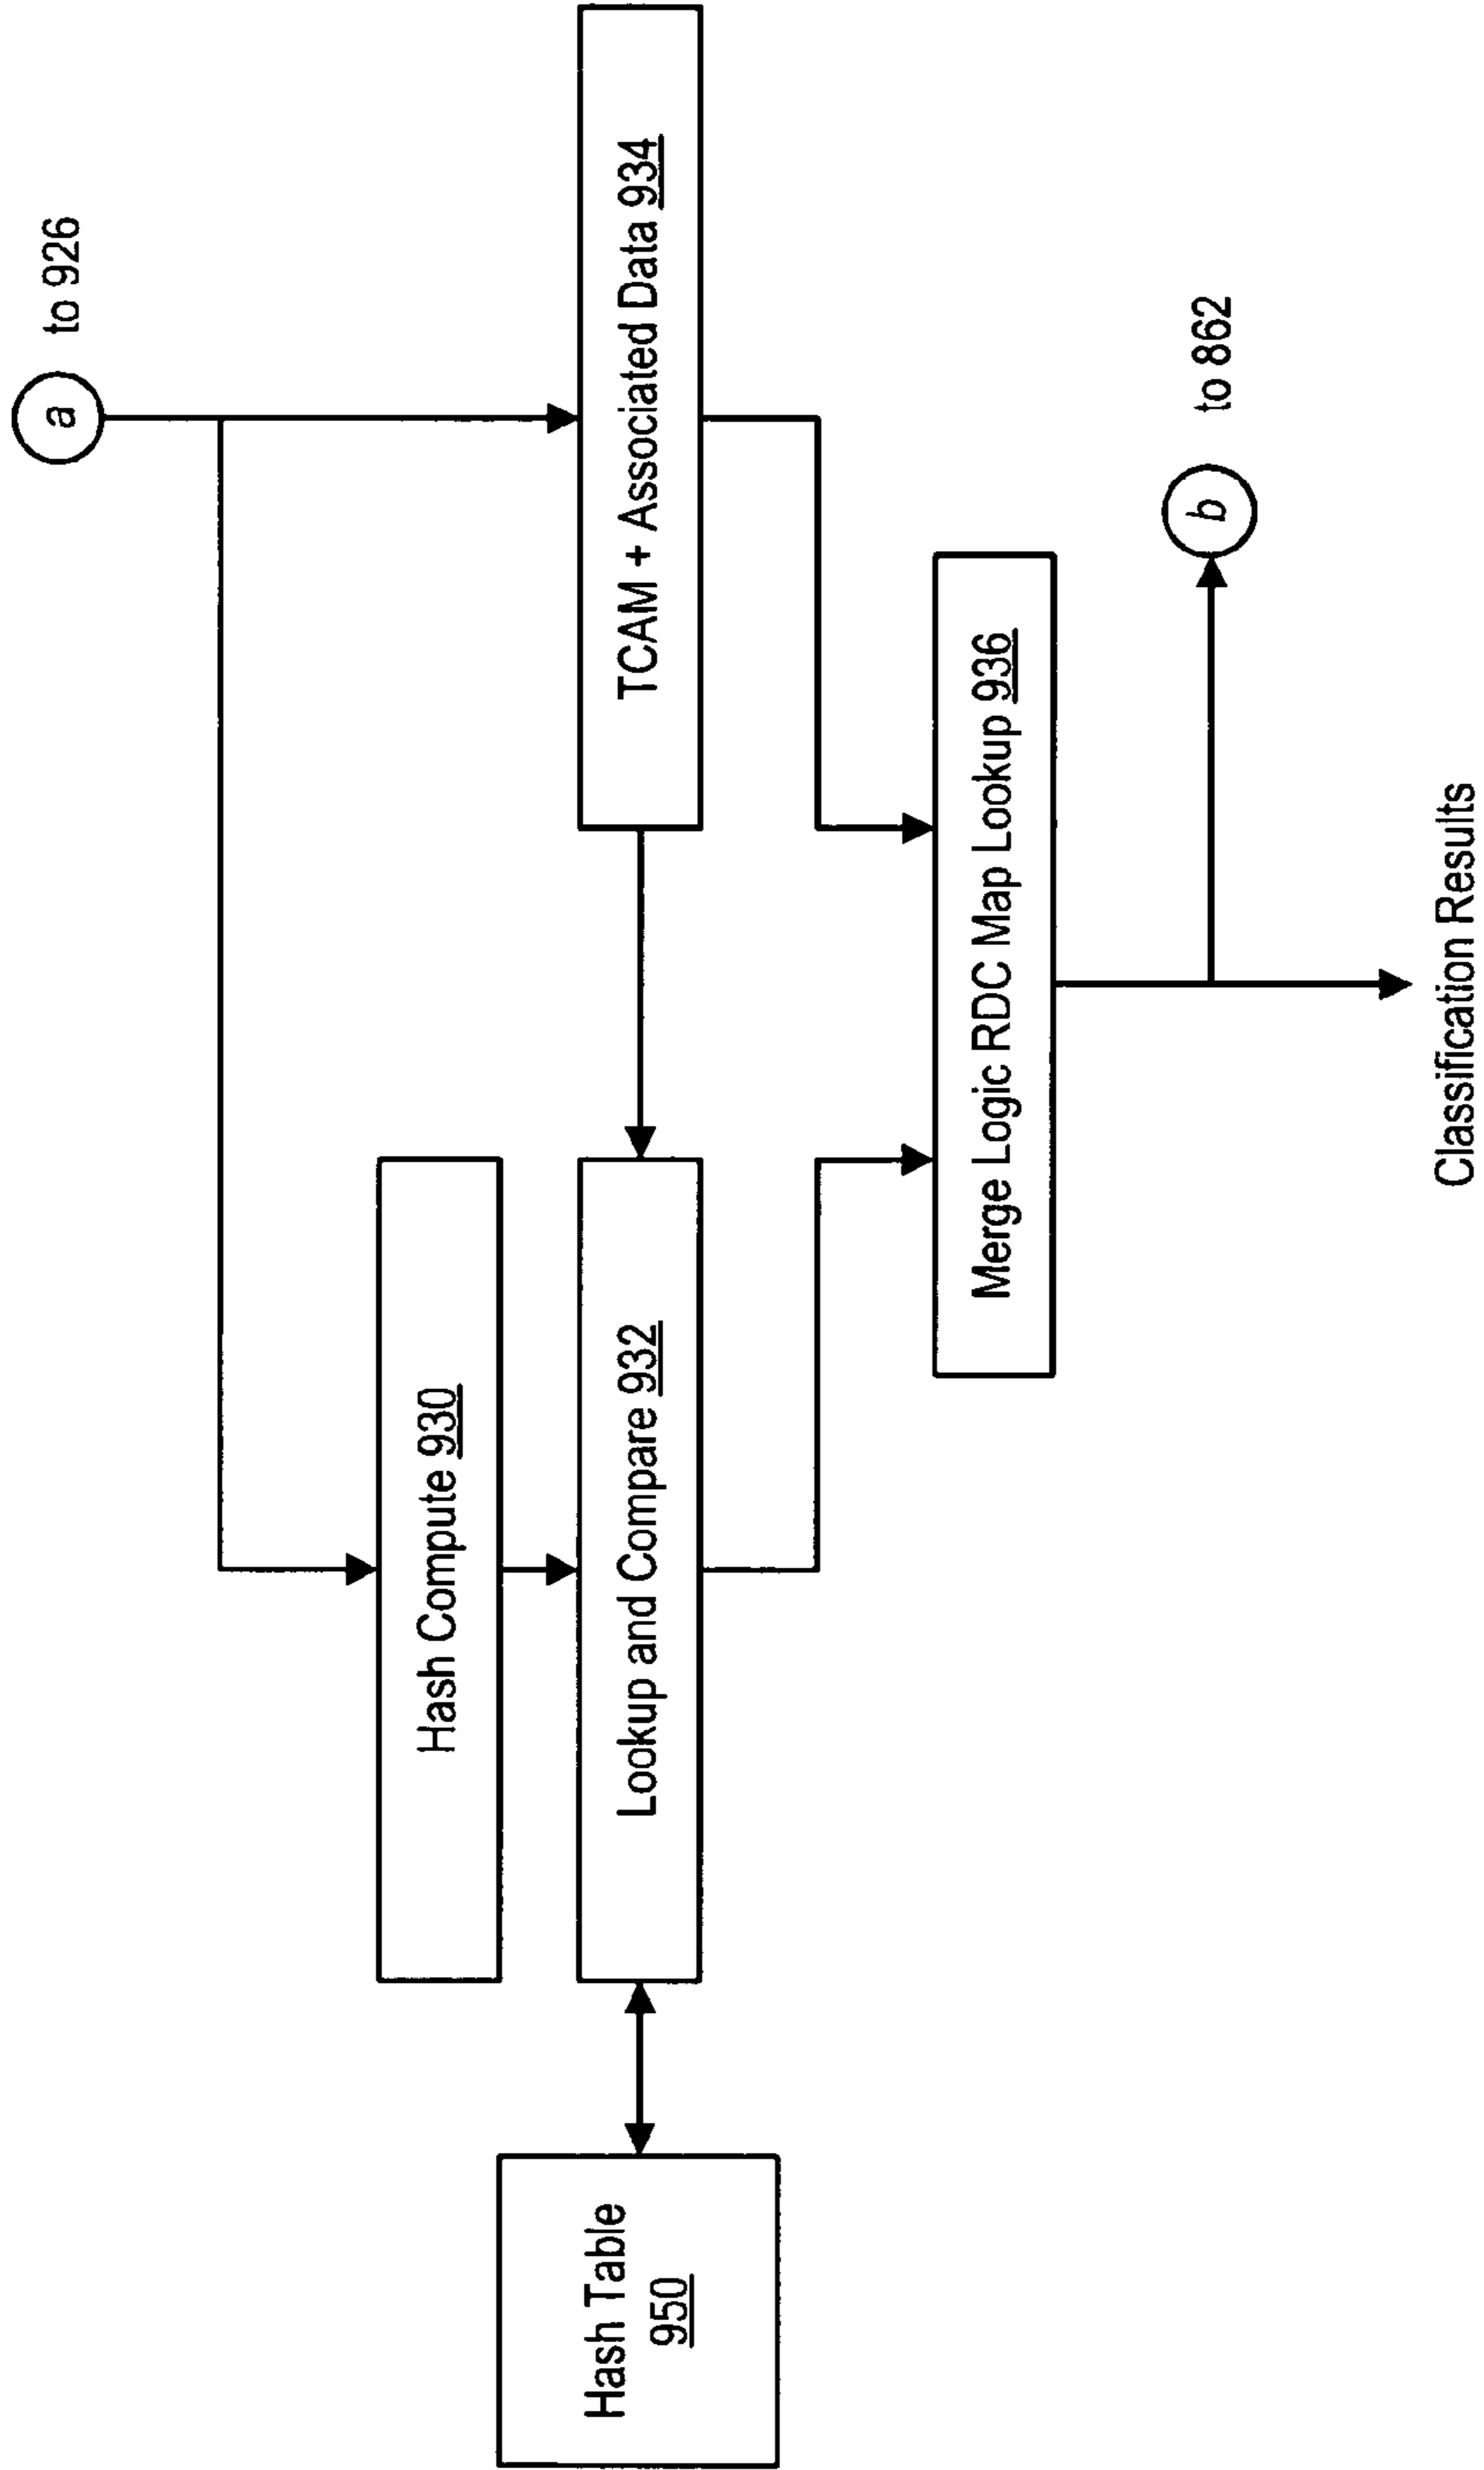 a
to 926
Hash Compute 930
Hash Table
950
Lookup and Compare 932
TCAM + Associated Data 934
Merge Logic RDC Map Lookup 936
b
to 862
Classification Results